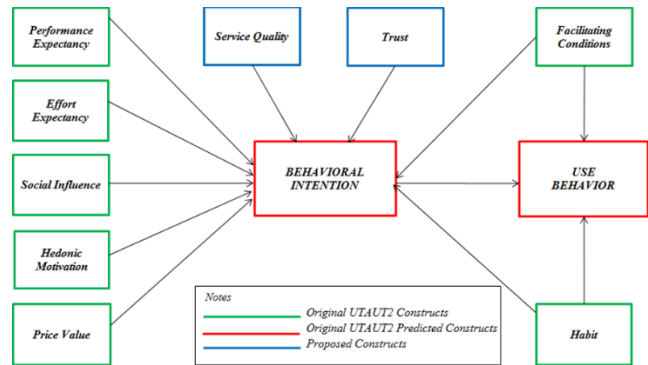 Performance
Expectancy
Service Quality
Trust
Facilitating
Conditions
Effort
Expectancy
Social Influence
BEHAVIORAL
INTENTION
USE
BEHAVIOR
Hedonic
Motivation
Price Value
Notes
Original UTAUT2 Constructs
Original UTAUT2 Predicted Constructs
Proposed Constructs
Habit